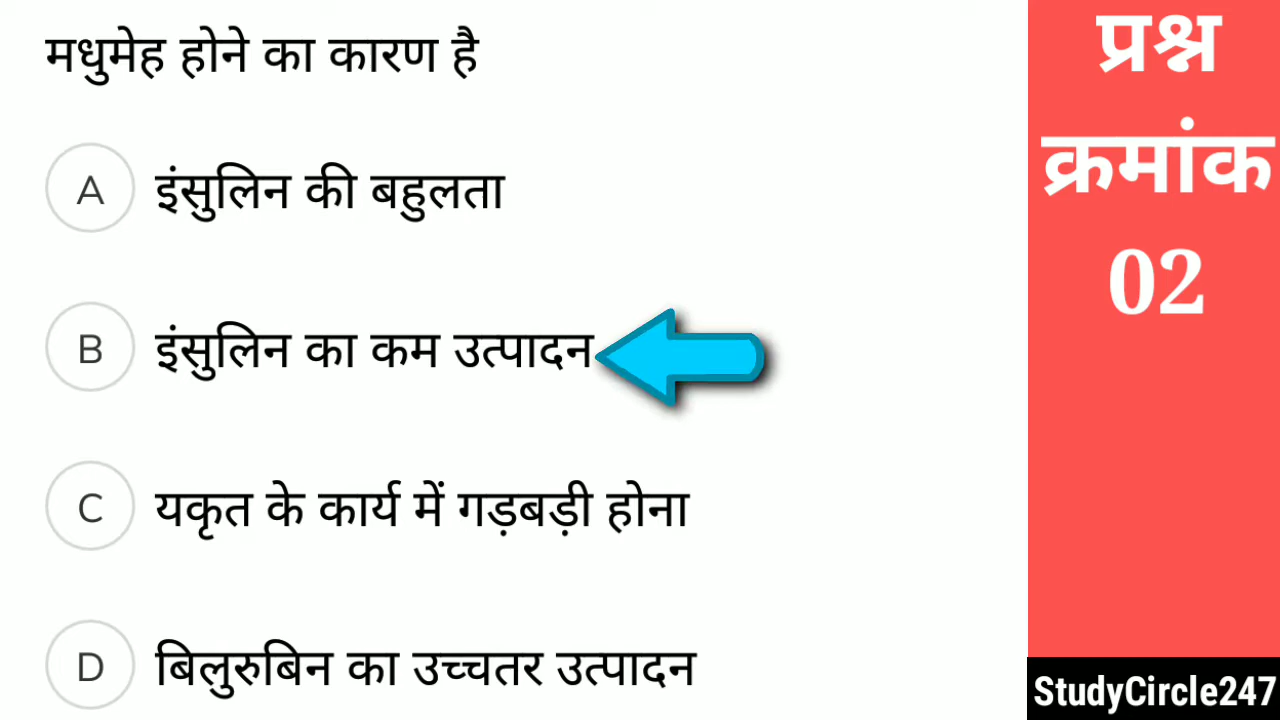 मधुमेह होने का कारण है
A इंसुलिन की बहुलता
B इंसुलिन का कम उत्पादन
C यकृत के कार्य में गड़बड़ी होना
D बिलुरुबिन का उच्चतर उत्पादन
प्रश्न
क्रमांक
02
StudyCircle247